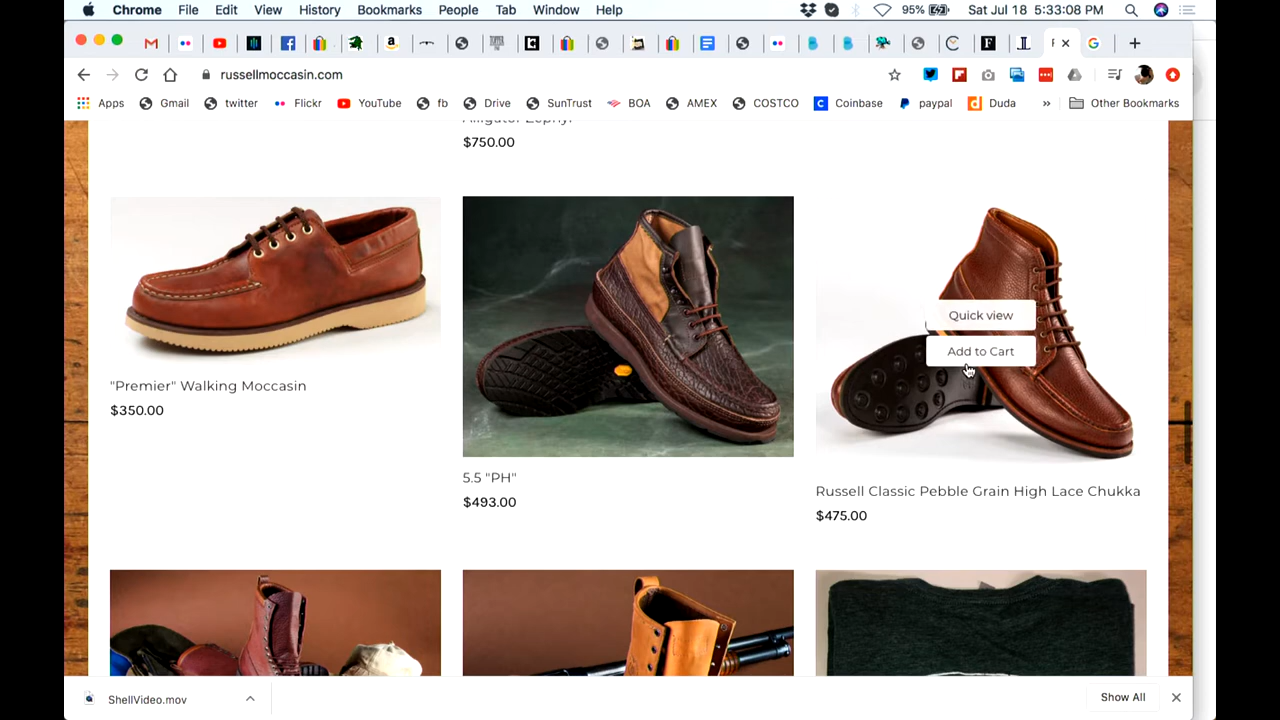 Chrome File Edit View History Bookmarks People Tab Window Help 95% Sat Jul 18 5:33:08 PM
russellmoccasin.com
Apps Gmail twitter Flickr YouTube fb Drive SunTrust BOA AMEX COSTCO Coinbase paypal Duda » Other Bookmarks
Alligator Zephyr
$750.00
Quick view
Add to Cart
"Premier" Walking Moccasin
$350.00
5.5 "PH"
$493.00
Russell Classic Pebble Grain High Lace Chukka
$475.00
ShellVideo.mov
Show All